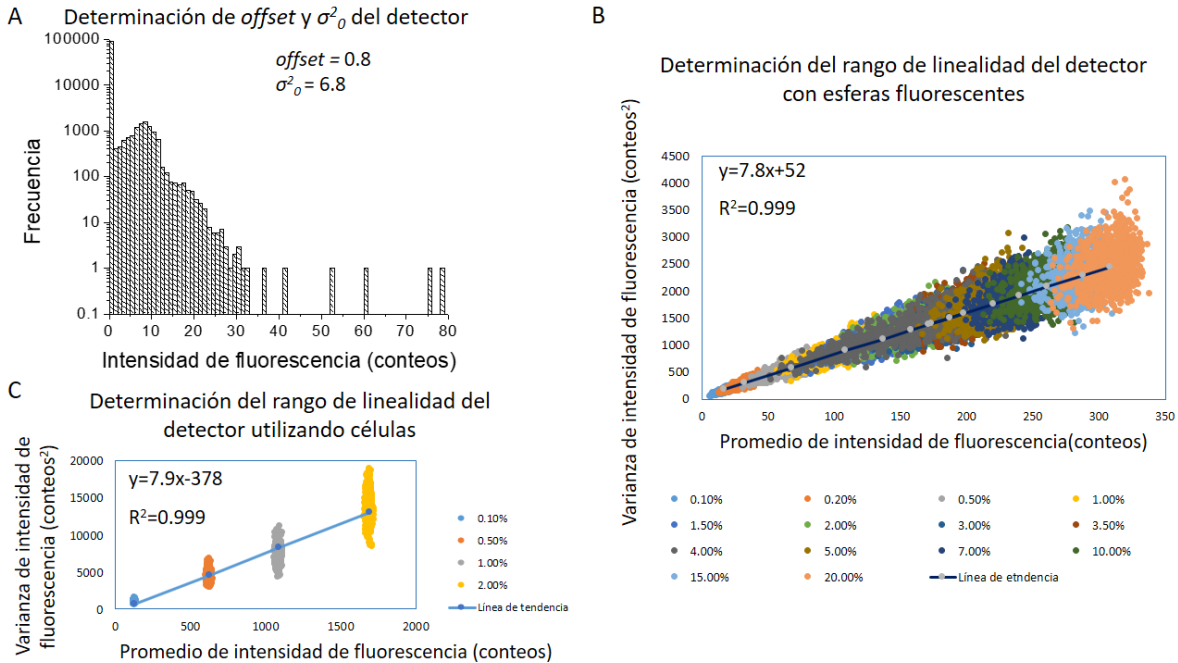 A
Determinación de offset y σ²₀ del detector
offset = 0.8
σ²₀ = 6.8
Frecuencia
100000
10000
1000
100
10
1
0.1
0
10
20
30
40
50
60
70
80
Intensidad de fluorescencia (conteos)
B
Determinación del rango de linealidad del detector
con esferas fluorescentes
Varianza de intensidad de fluorescencia (conteos²)
y=7.8x+52
R²=0.999
4500
4000
3500
3000
2500
2000
1500
1000
500
0
0
50
100
150
200
250
300
350
Promedio de intensidad de fluorescencia(conteos)
0.10%
0.20%
0.50%
1.00%
1.50%
2.00%
3.00%
3.50%
4.00%
5.00%
7.00%
10.00%
15.00%
20.00%
Línea de etndencia
C
Determinación del rango de linealidad del
detector utilizando células
Varianza de intensidad de
fluorescencia (conteos²)
y=7.9x-378
R²=0.999
20000
15000
10000
5000
0
0
500
1000
1500
2000
Promedio de intensidad de fluorescencia (conteos)
0.10%
0.50%
1.00%
2.00%
Línea de tendencia